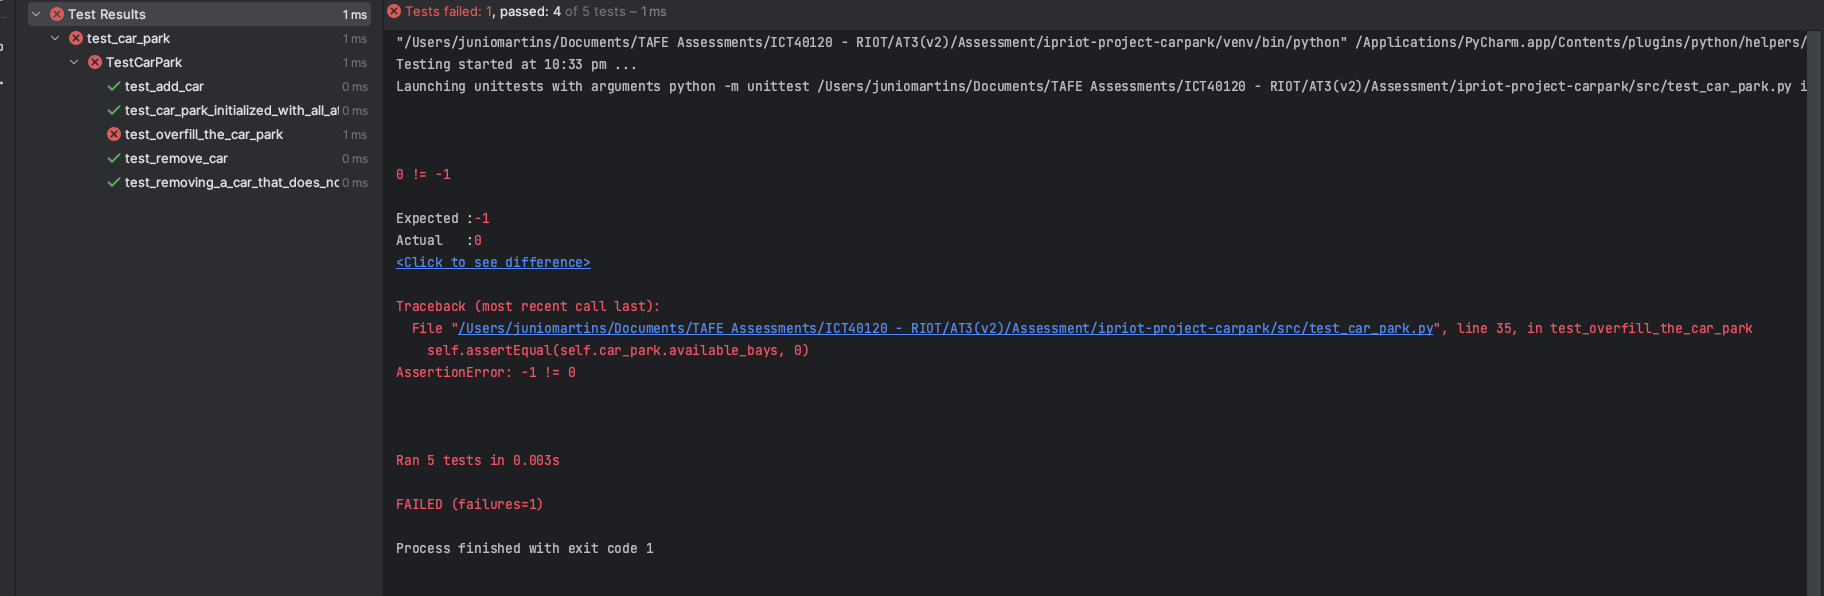 Test Results 1 ms
test_car_park 1 ms
TestCarPark 1 ms
test_add_car 0 ms
test_car_park_initialized_with_all_at 0 ms
test_overfill_the_car_park 1 ms
test_remove_car 0 ms
test_removing_a_car_that_does_no 0 ms
Tests failed: 1, passed: 4 of 5 tests – 1 ms
"/Users/juniomartins/Documents/TAFE Assessments/ICT40120 - RIOT/AT3(v2)/Assessment/ipriot-project-carpark/venv/bin/python" /Applications/PyCharm.app/Contents/plugins/python/helpers/
Testing started at 10:33 pm ...
Launching unittests with arguments python -m unittest /Users/juniomartins/Documents/TAFE Assessments/ICT40120 - RIOT/AT3(v2)/Assessment/ipriot-project-carpark/src/test_car_park.py i
0 != -1
Expected :-1
Actual   :0
<Click to see difference>
Traceback (most recent call last):
File "/Users/juniomartins/Documents/TAFE Assessments/ICT40120 - RIOT/AT3(v2)/Assessment/ipriot-project-carpark/src/test_car_park.py", line 35, in test_overfill_the_car_park
self.assertEqual(self.car_park.available_bays, 0)
AssertionError: -1 != 0
Ran 5 tests in 0.003s
FAILED (failures=1)
Process finished with exit code 1